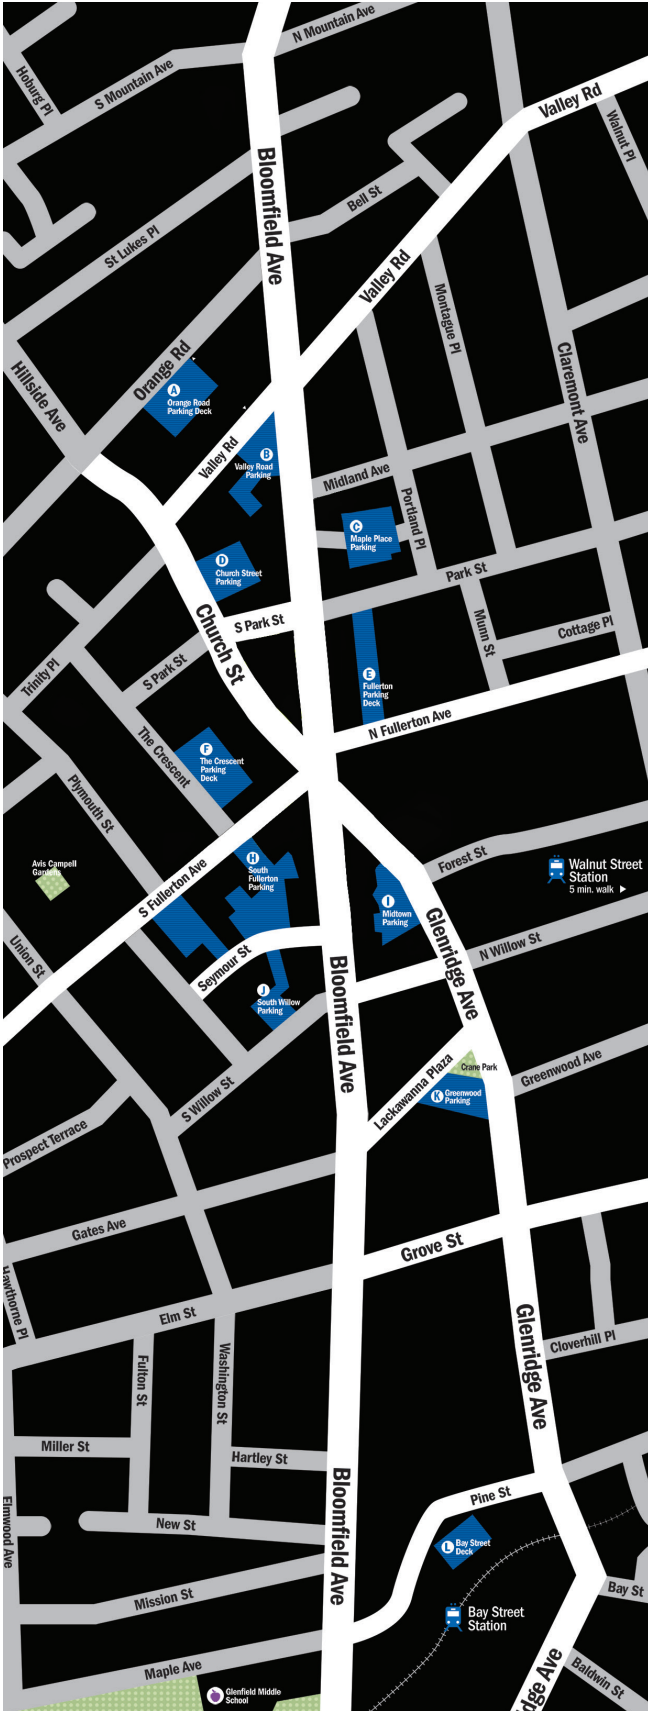 N Mountain Ave
S Mountain Ave
Hoburg Pl
Valley Rd
Walnut Pl
Bloomfield Ave
Bell St
St Lukes Pl
Valley Rd
Montague Pl
Orange Rd
Claremont Ave
Hillside Ave
A
Orange Road
Parking Deck
Valley Rd
B
Valley Road
Parking
Midland Ave
Portland Pl
C
Maple Place
Parking
D
Church Street
Parking
Park St
Church St
S Park St
Munn St
Cottage Pl
Trinity Pl
S Park St
E
Fullerton
Parking
Deck
N Fullerton Ave
The Crescent
F
The Crescent
Parking
Deck
Plymouth St
Avis Campell
Gardens
S Fullerton Ave
H
South
Fullerton
Parking
Forest St
Walnut Street
Station
5 min. walk
I
Midtown
Parking
Glenridge Ave
N Willow St
Union St
Seymour St
Bloomfield Ave
J
South Willow
Parking
Lackawanna Plaza
Crane Park
Greenwood Ave
K
Greenwood
Parking
S Willow St
Prospect Terrace
Gates Ave
Grove St
Hawthorne Pl
Elm St
Glenridge Ave
Cloverhill Pl
Fulton St
Washington St
Miller St
Hartley St
Bloomfield Ave
Pine St
Elmwood Ave
New St
L
Bay Street
Deck
Bay St
Mission St
Bay Street
Station
Maple Ave
dge Ave
Baldwin St
Glenfield Middle
School